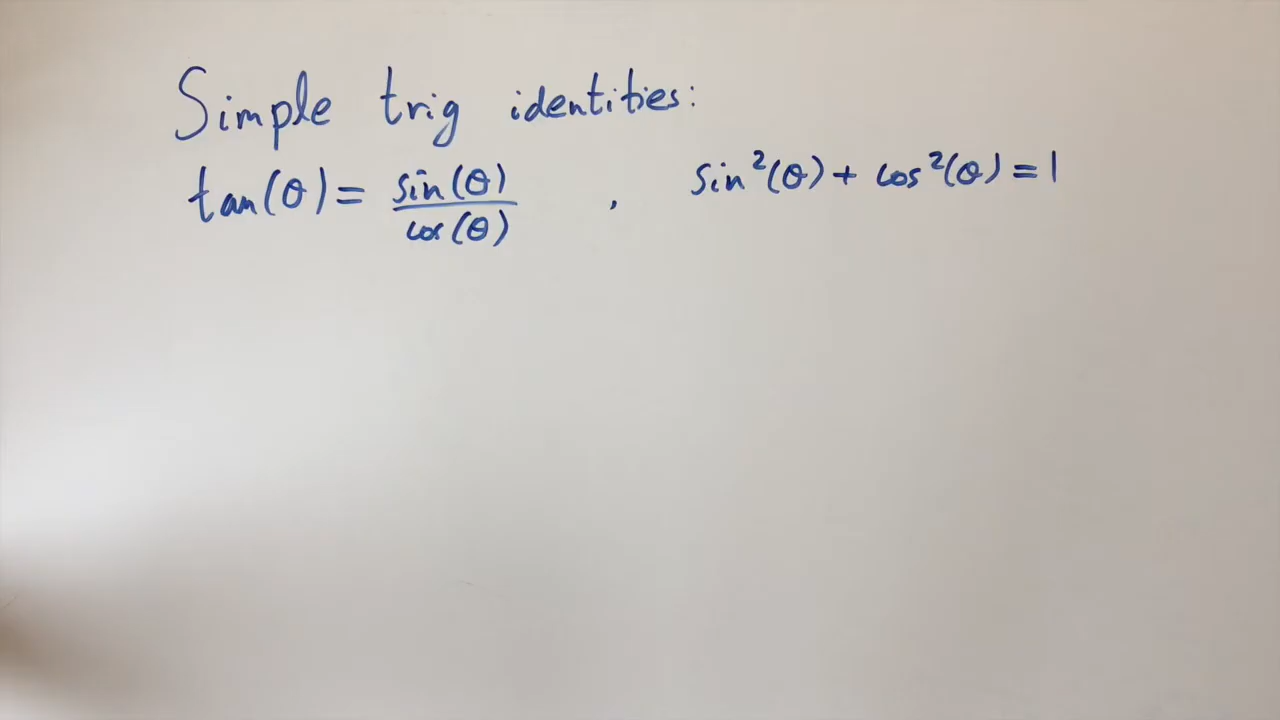 Simple trig identities:
tan(θ) = sin(θ)/cos(θ) , sin²(θ) + cos²(θ) = 1